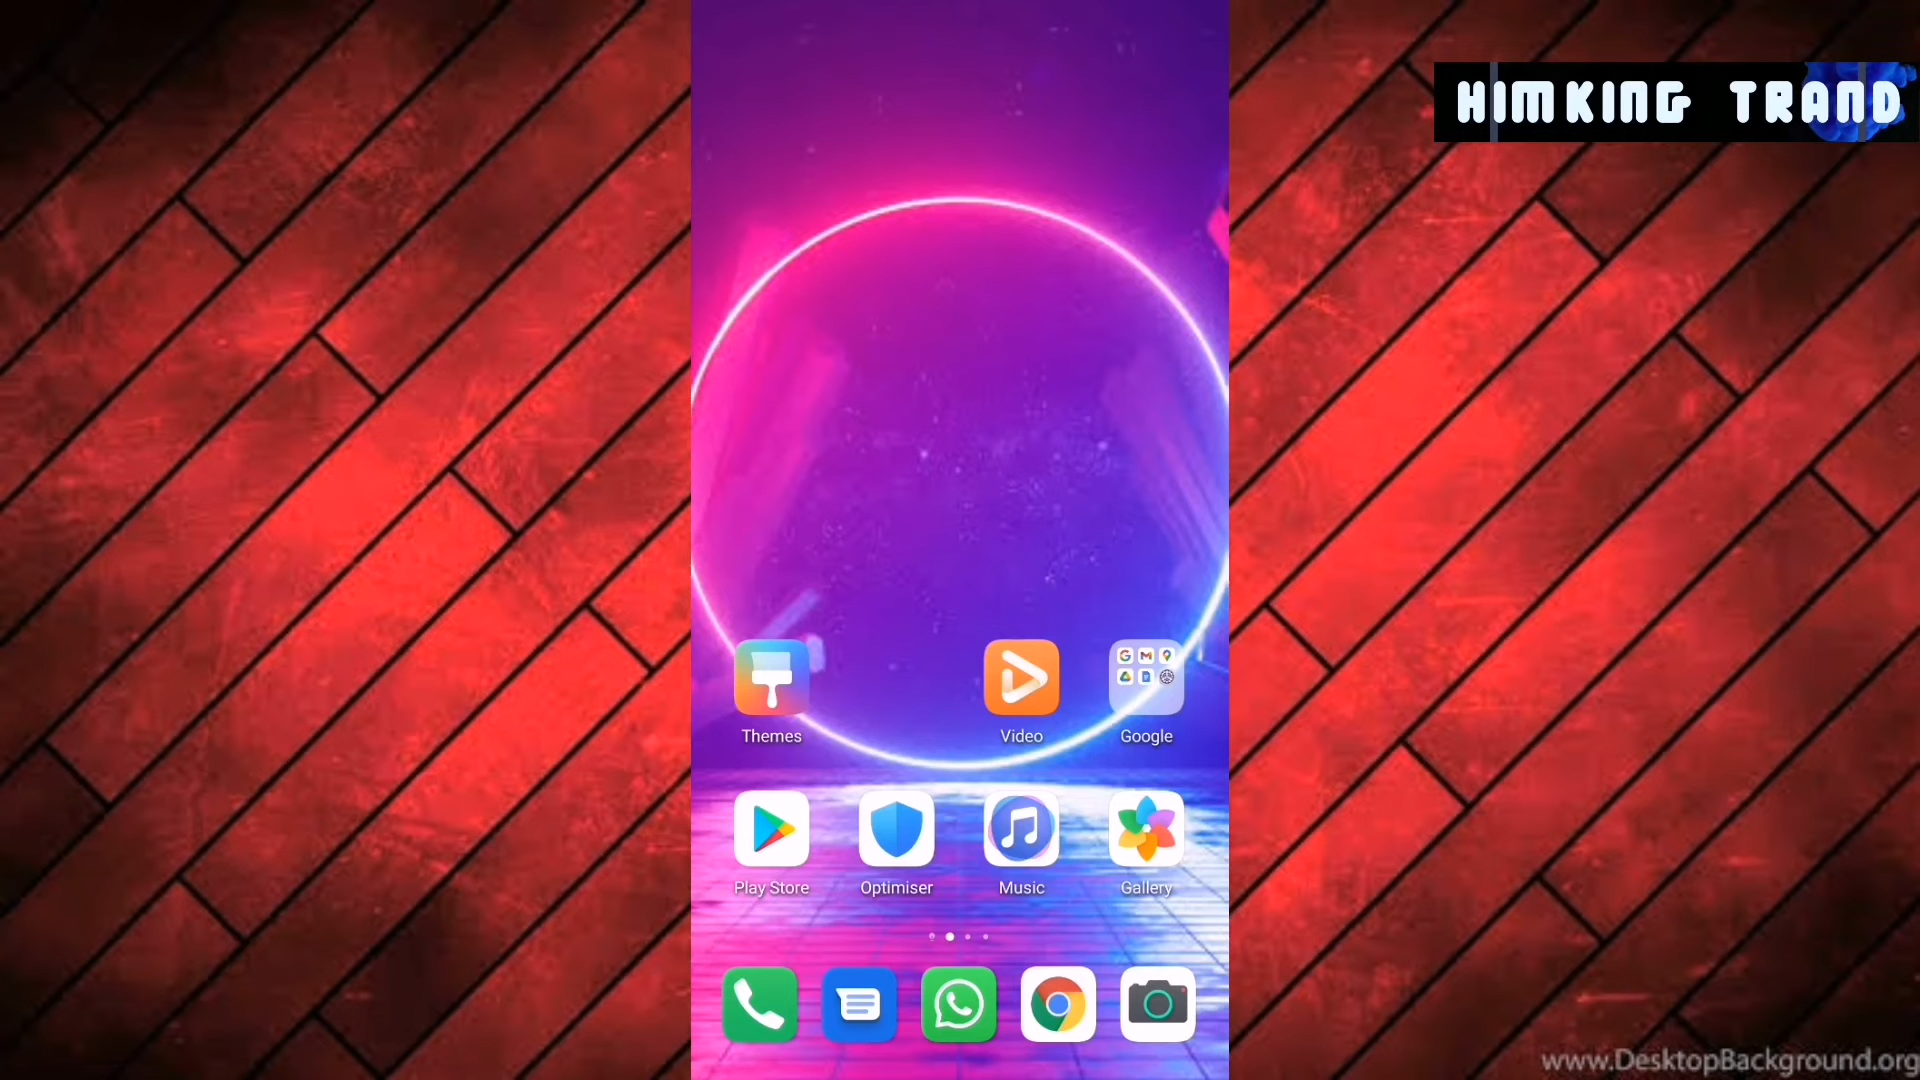 HIMKING TRAND
Themes
Video
Google
Play Store
Optimiser
Music
Gallery
www.DesktopBackground.org